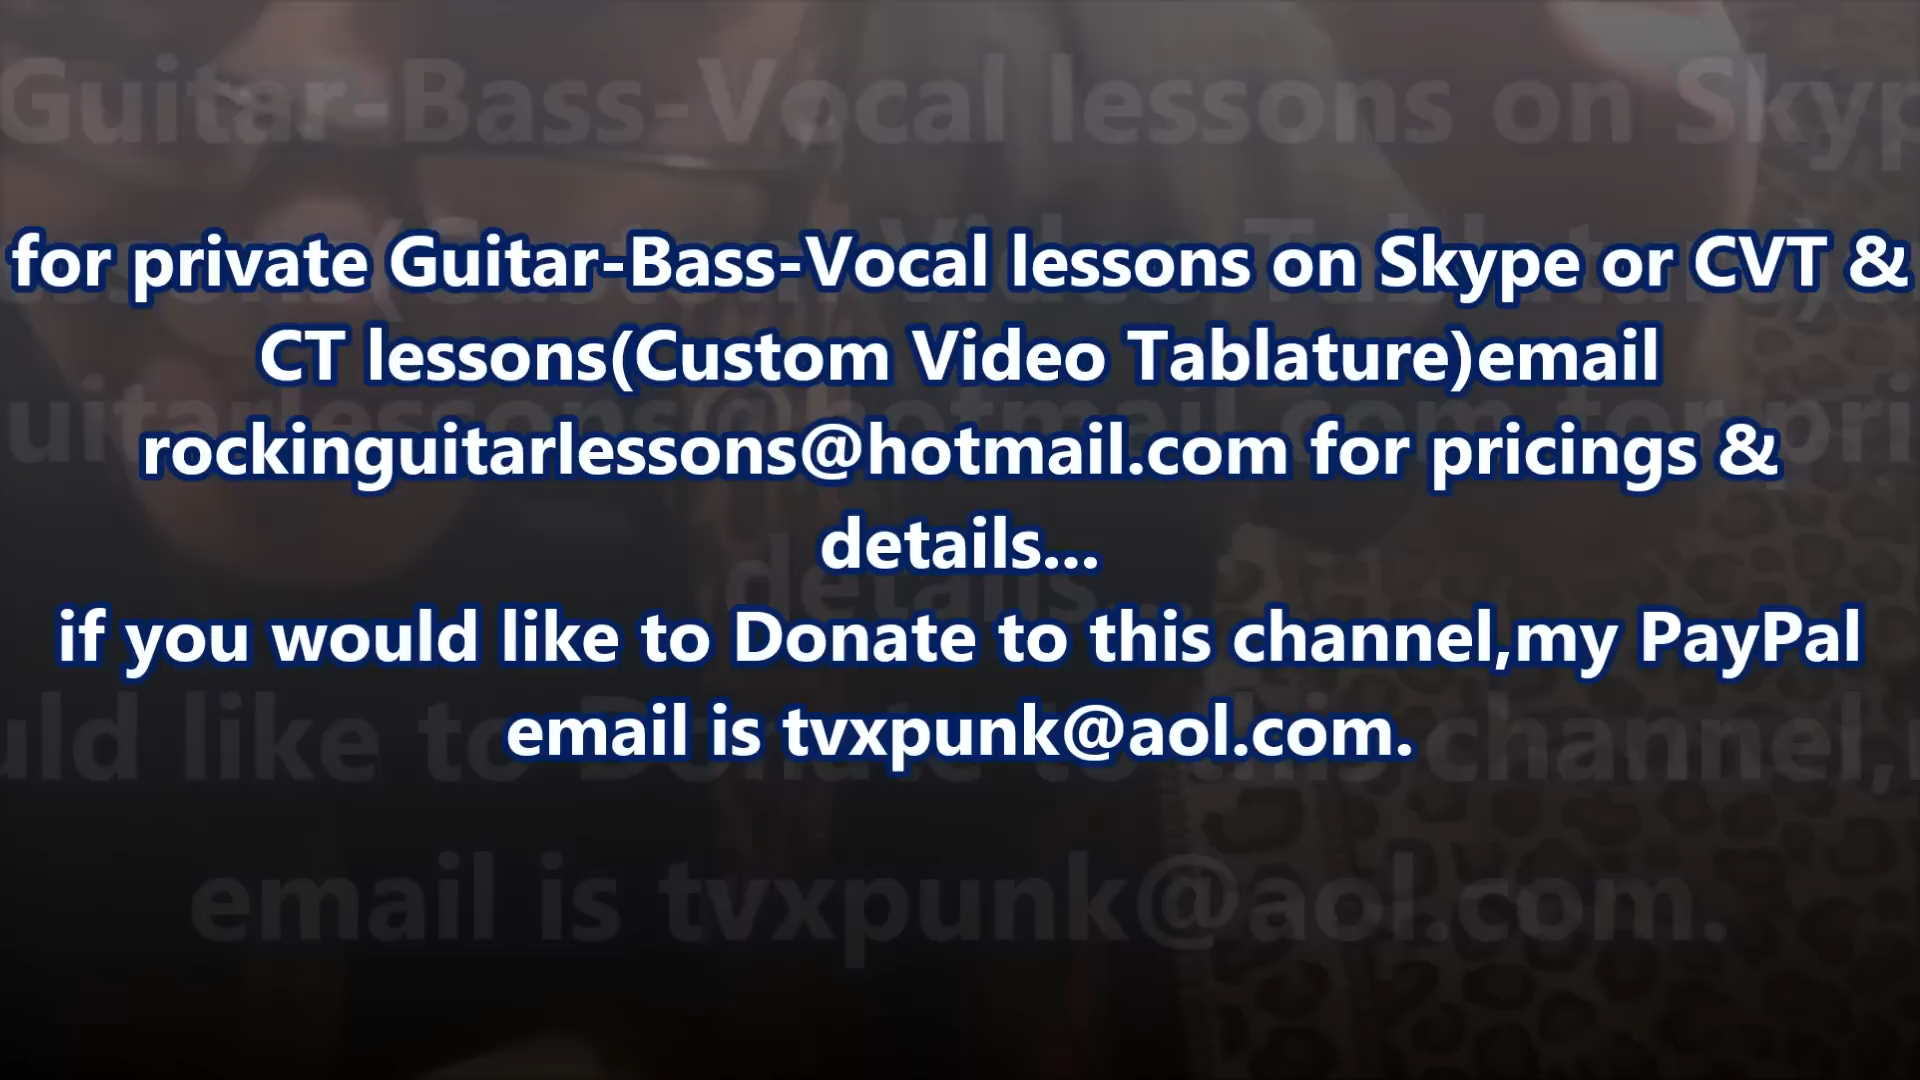 for private Guitar-Bass-Vocal lessons on Skype or CVT &
CT lessons(Custom Video Tablature)email
rockinguitarlessons@hotmail.com for pricings &
details...
if you would like to Donate to this channel,my PayPal
email is tvxpunk@aol.com.